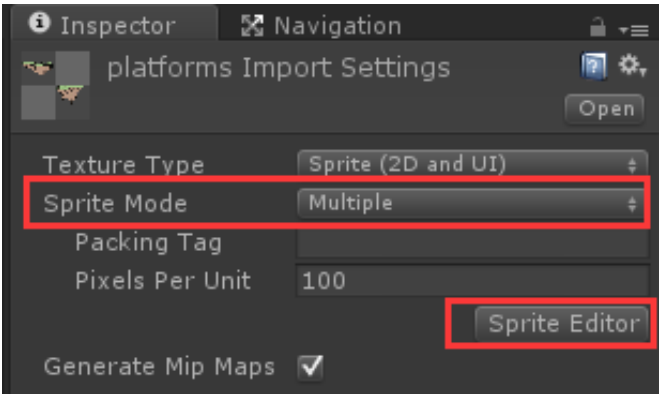 Inspector Navigation
platforms Import Settings
Open
Texture Type Sprite (2D and UI)
Sprite Mode Multiple
Packing Tag
Pixels Per Unit 100
Sprite Editor
Generate Mip Maps